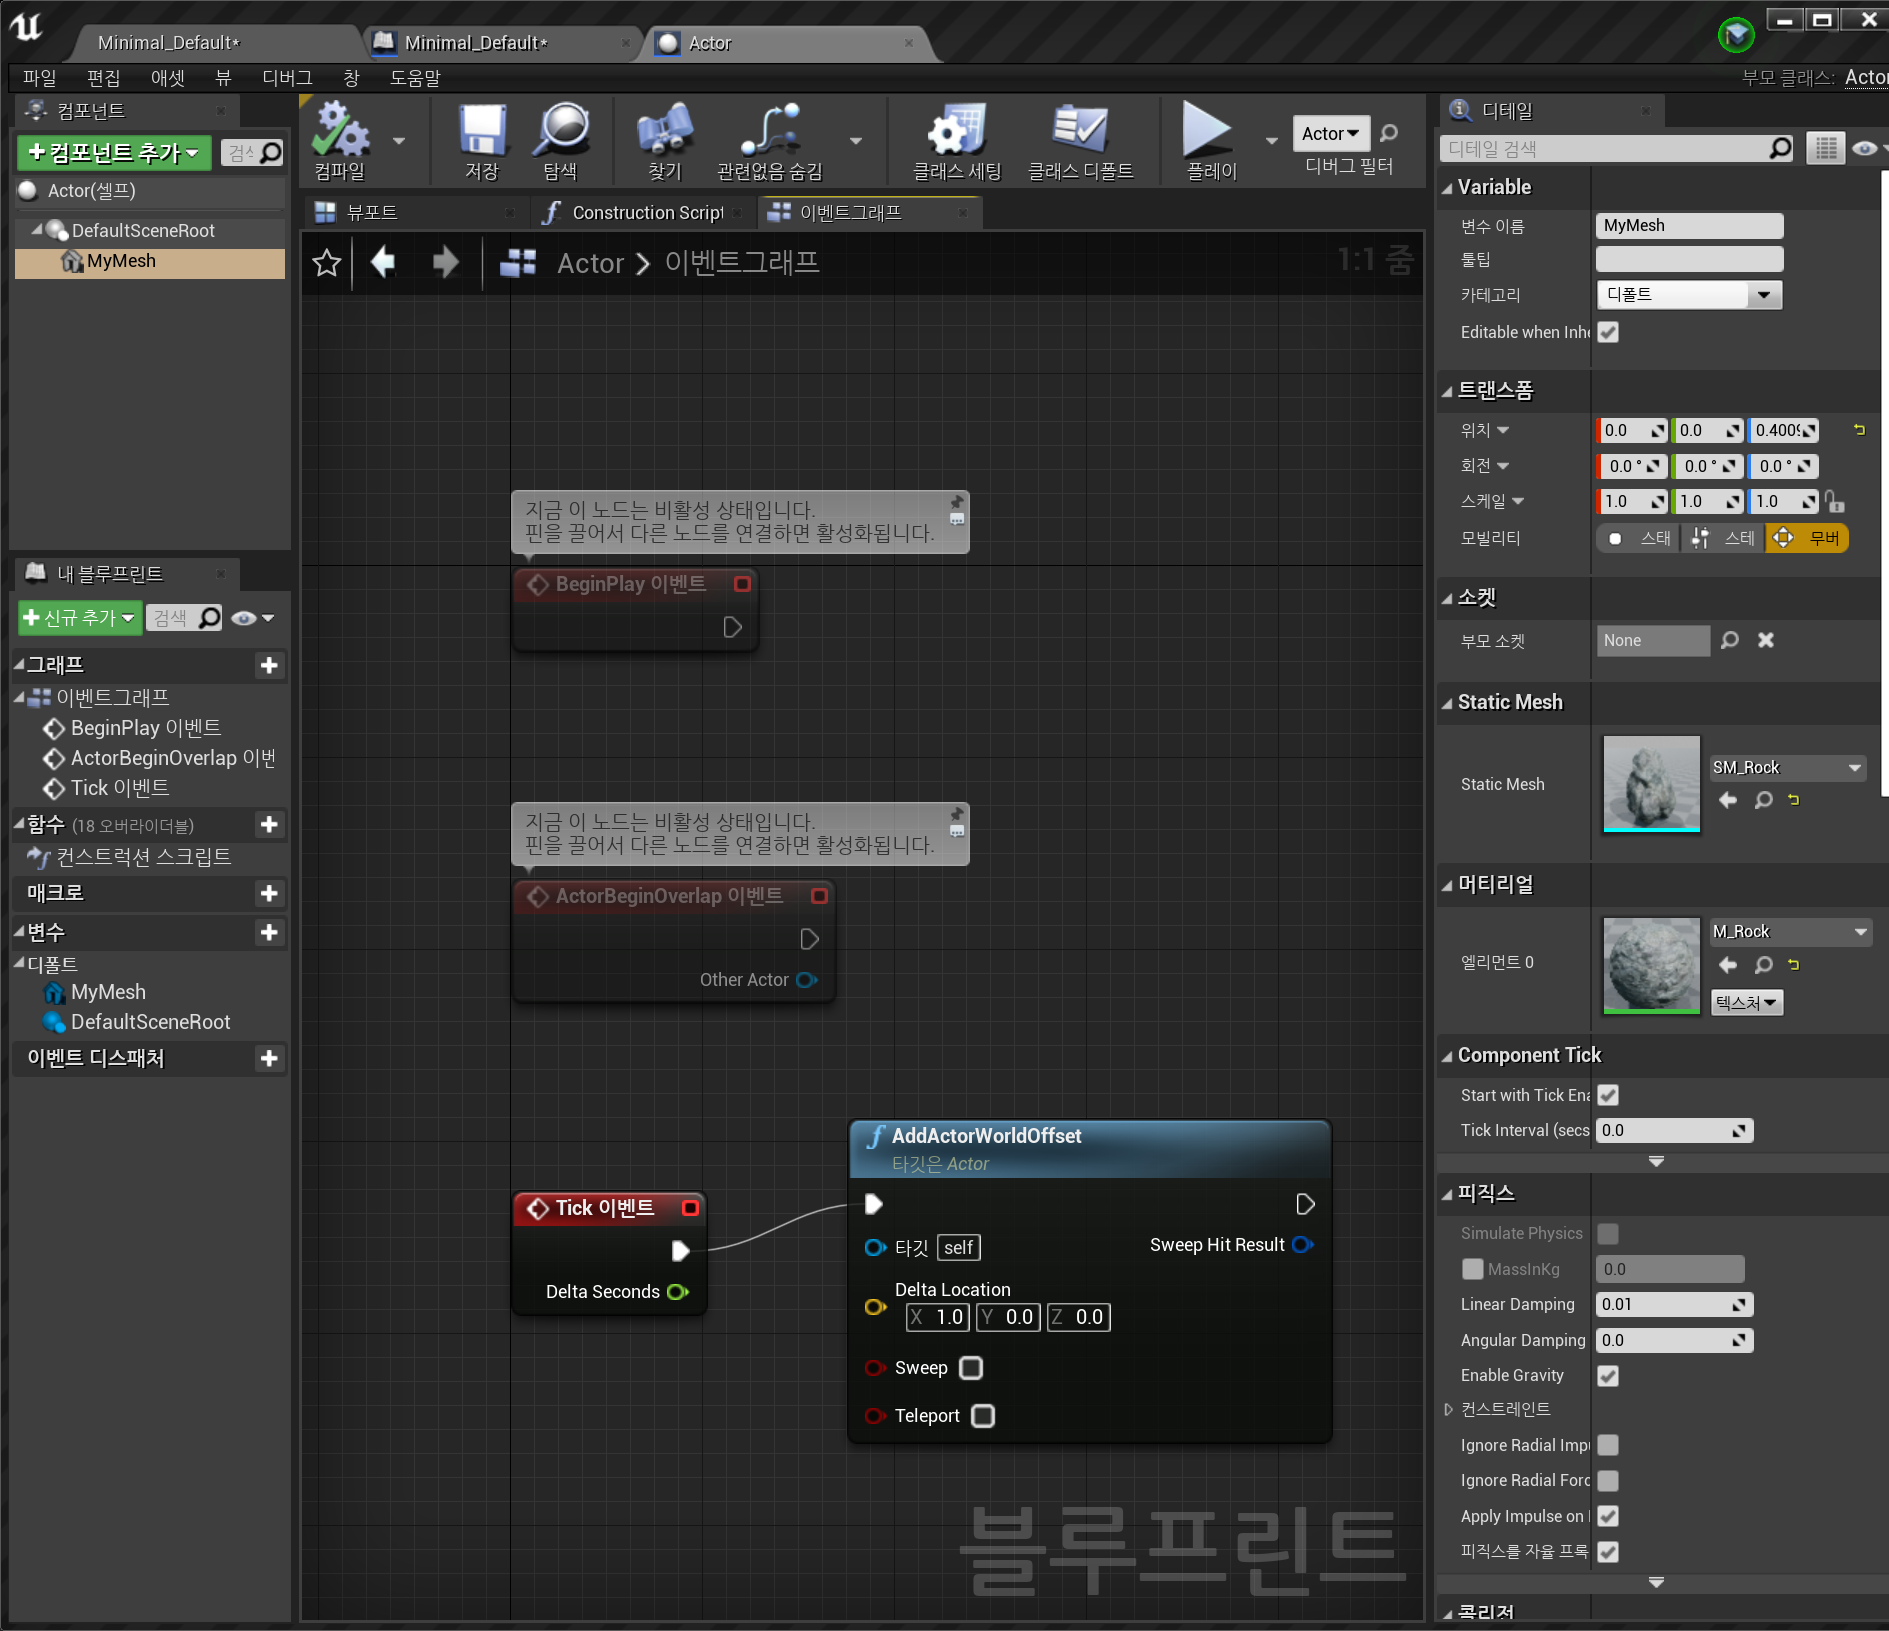 Minimal_Default*
Minimal_Default*
Actor
파일
편집
애셋
뷰
디버그
창
도움말
부모 클래스:
컴포넌트
컴포넌트 추가
Actor(셀프)
DefaultSceneRoot
MyMesh
컴파일
저장
탐색
찾기
관련없음 숨김
클래스 세팅
클래스 디폴트
플레이
Actor
디버그 필터
뷰포트
Construction Script
이벤트그래프
Actor
이벤트그래프
1:1 줌
지금 이 노드는 비활성 상태입니다.
핀을 끌어서 다른 노드를 연결하면 활성화됩니다.
BeginPlay 이벤트
지금 이 노드는 비활성 상태입니다.
핀을 끌어서 다른 노드를 연결하면 활성화됩니다.
ActorBeginOverlap 이벤트
Other Actor
Tick 이벤트
Delta Seconds
AddActorWorldOffset
타깃은 Actor
타깃 self
Sweep Hit Result
Delta Location
X 1.0 Y 0.0 Z 0.0
Sweep
Teleport
블루프린트
내 블루프린트
신규 추가
검색
그래프
이벤트그래프
BeginPlay 이벤트
ActorBeginOverlap
Tick 이벤트
함수 (18 오버라이더블)
컨스트럭션 스크립트
매크로
변수
디폴트
MyMesh
DefaultSceneRoot
이벤트 디스패처
디테일
디테일 검색
Variable
변수 이름 MyMesh
툴팁
카테고리 디폴트
Editable when
트랜스폼
위치 0.0 0.0 0.400
회전 0.0 ° 0.0 ° 0.0 °
스케일 1.0 1.0 1.0
모빌리티 스태 스테 무버
소켓
부모 소켓 None
Static Mesh
Static Mesh SM_Rock
머티리얼
엘리먼트 0 M_Rock
텍스처
Component Tick
Start with Tick
Tick Interval (secs 0.0
피직스
Simulate Physics
MassInKg 0.0
Linear Damping 0.01
Angular Damping 0.0
Enable Gravity
컨스트레인트
Ignore Radial
Ignore Radial
Apply Impulse on
피직스를 자율 프록
콜리전